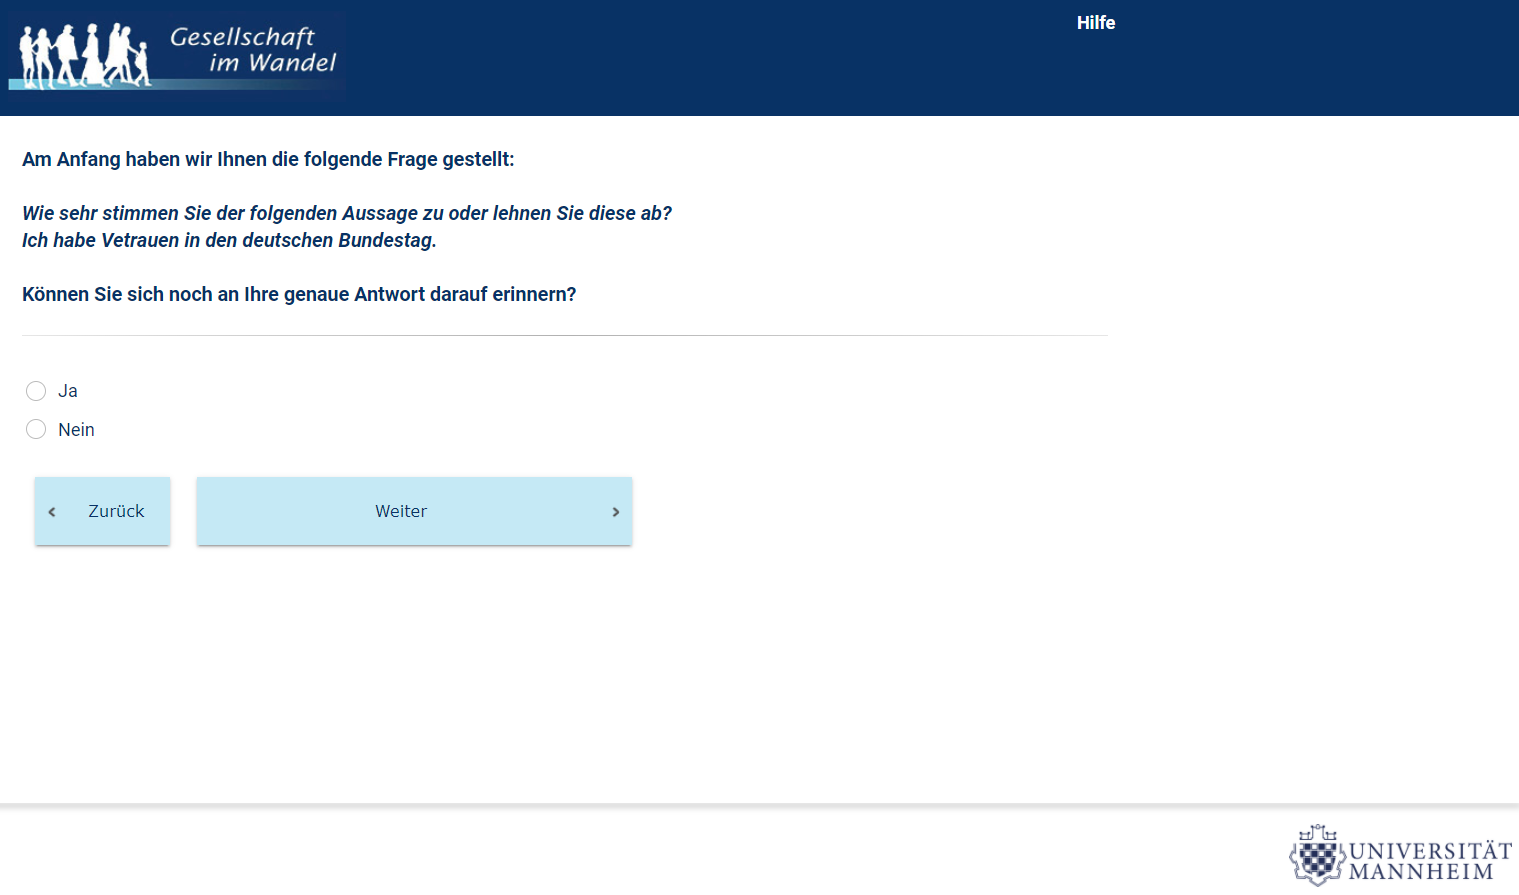 Gesellschaft
im Wandel
Hilfe
Am Anfang haben wir Ihnen die folgende Frage gestellt:
Wie sehr stimmen Sie der folgenden Aussage zu oder lehnen Sie diese ab?
Ich habe Vetrauen in den deutschen Bundestag.
Können Sie sich noch an Ihre genaue Antwort darauf erinnern?
Ja
Nein
Zurück
Weiter
UNIVERSITÄT
MANNHEIM